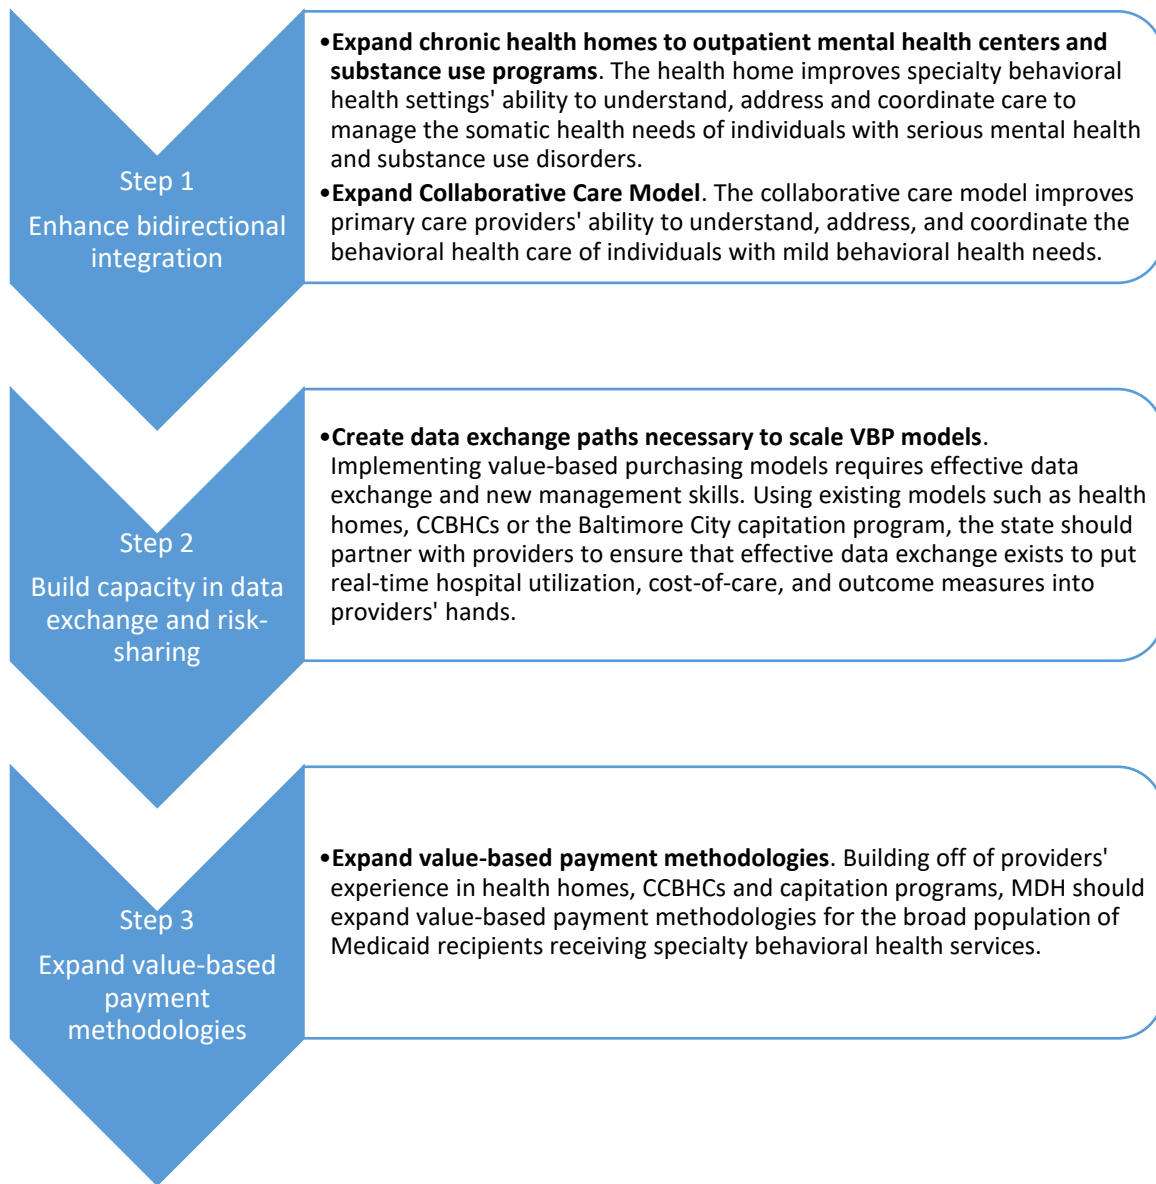 Step 1
Enhance bidirectional
integration
•Expand chronic health homes to outpatient mental health centers and
substance use programs. The health home improves specialty behavioral
health settings' ability to understand, address and coordinate care to
manage the somatic health needs of individuals with serious mental health
and substance use disorders.
•Expand Collaborative Care Model. The collaborative care model improves
primary care providers' ability to understand, address, and coordinate the
behavioral health care of individuals with mild behavioral health needs.
Step 2
Build capacity in data
exchange and risk-
sharing
•Create data exchange paths necessary to scale VBP models.
Implementing value-based purchasing models requires effective data
exchange and new management skills. Using existing models such as health
homes, CCBHCs or the Baltimore City capitation program, the state should
partner with providers to ensure that effective data exchange exists to put
real-time hospital utilization, cost-of-care, and outcome measures into
providers' hands.
Step 3
Expand value-based
payment
methodologies
•Expand value-based payment methodologies. Building off of providers'
experience in health homes, CCBHCs and capitation programs, MDH should
expand value-based payment methodologies for the broad population of
Medicaid recipients receiving specialty behavioral health services.